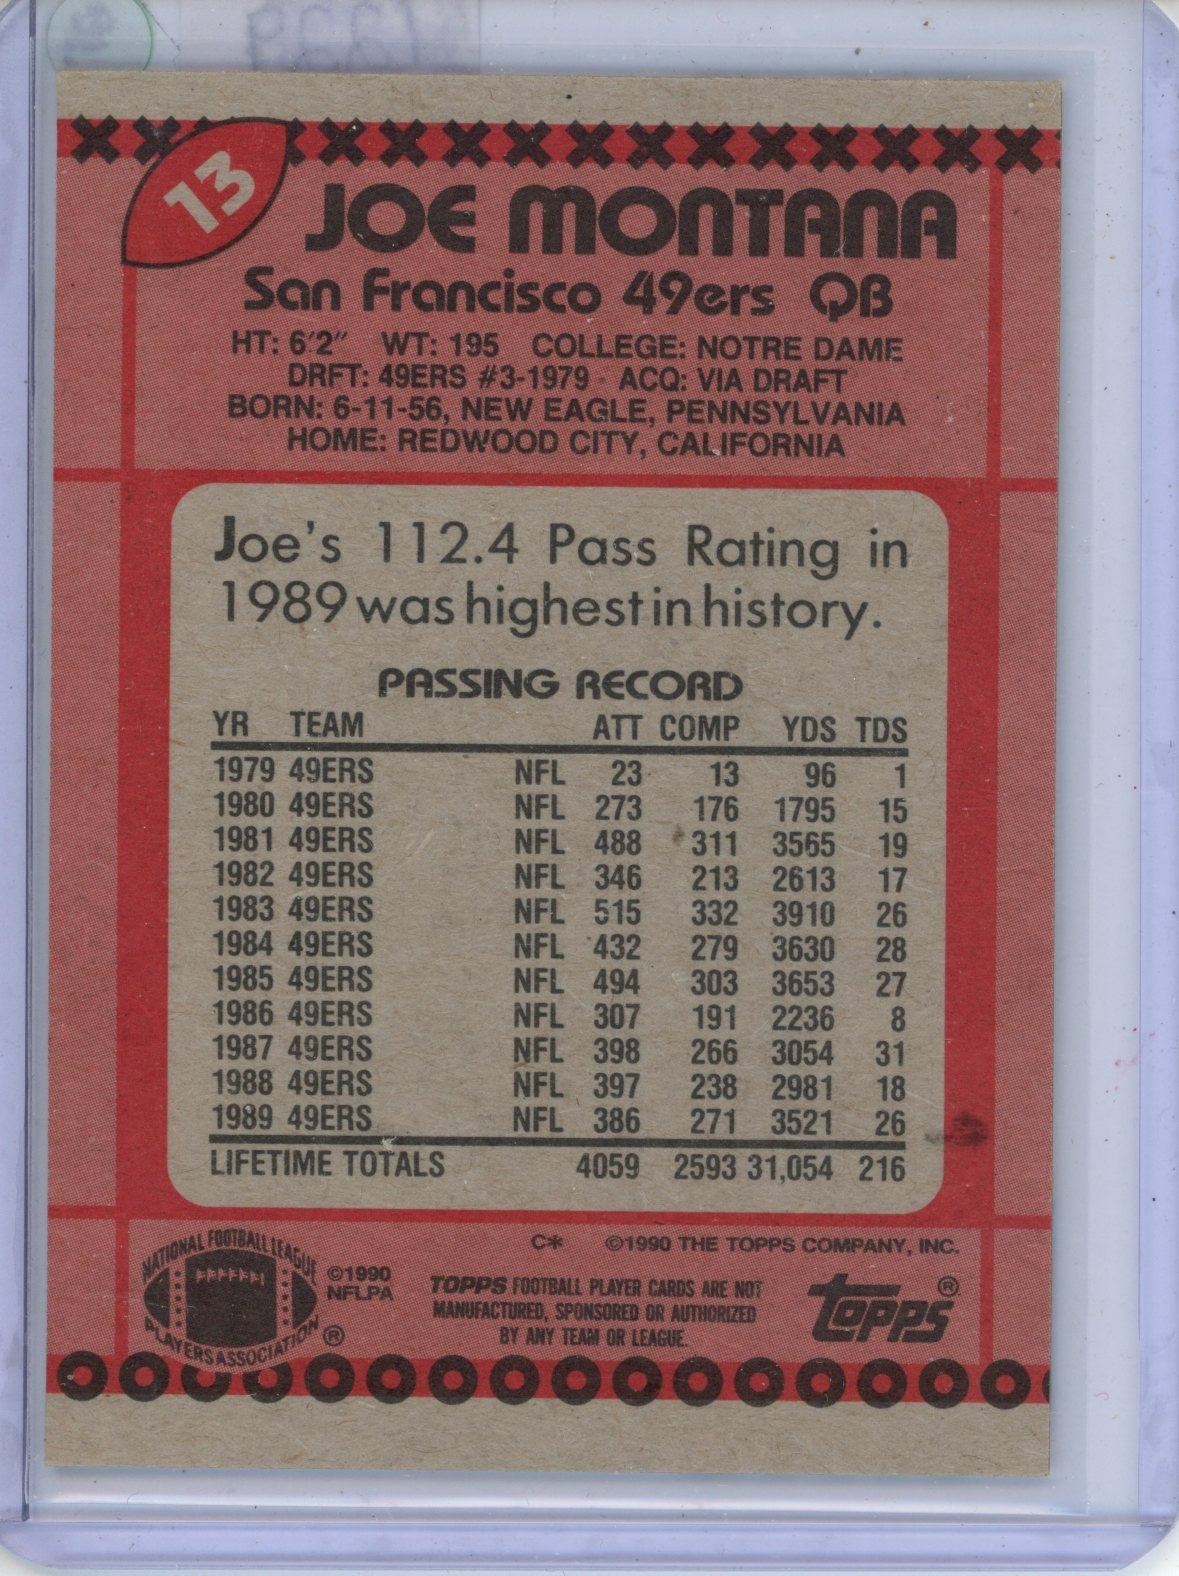 13
JOE MONTANA
San Francisco 49ers QB
HT: 6'2" WT: 195 COLLEGE: NOTRE DAME
DRFT: 49ERS #3-1979 - ACQ: VIA DRAFT
BORN: 6-11-56, NEW EAGLE, PENNSYLVANIA
HOME: REDWOOD CITY, CALIFORNIA
Joe's 112.4 Pass Rating in
1989 was highest in history.
PASSING RECORD
YR TEAM ATT COMP YDS TDS
1979 49ERS NFL 23 13 96 1
1980 49ERS NFL 273 176 1795 15
1981 49ERS NFL 488 311 3565 19
1982 49ERS NFL 346 213 2613 17
1983 49ERS NFL 515 332 3910 26
1984 49ERS NFL 432 279 3630 28
1985 49ERS NFL 494 303 3653 27
1986 49ERS NFL 307 191 2236 8
1987 49ERS NFL 398 266 3054 31
1988 49ERS NFL 397 238 2981 18
1989 49ERS NFL 386 271 3521 26
LIFETIME TOTALS 4059 2593 31,054 216
C* ©1990 THE TOPPS COMPANY, INC.
NATIONAL FOOTBALL LEAGUE
PLAYERS ASSOCIATION ®
©1990
NFLPA
TOPPS FOOTBALL PLAYER CARDS ARE NOT
MANUFACTURED, SPONSORED OR AUTHORIZED
BY ANY TEAM OR LEAGUE.
topps ®